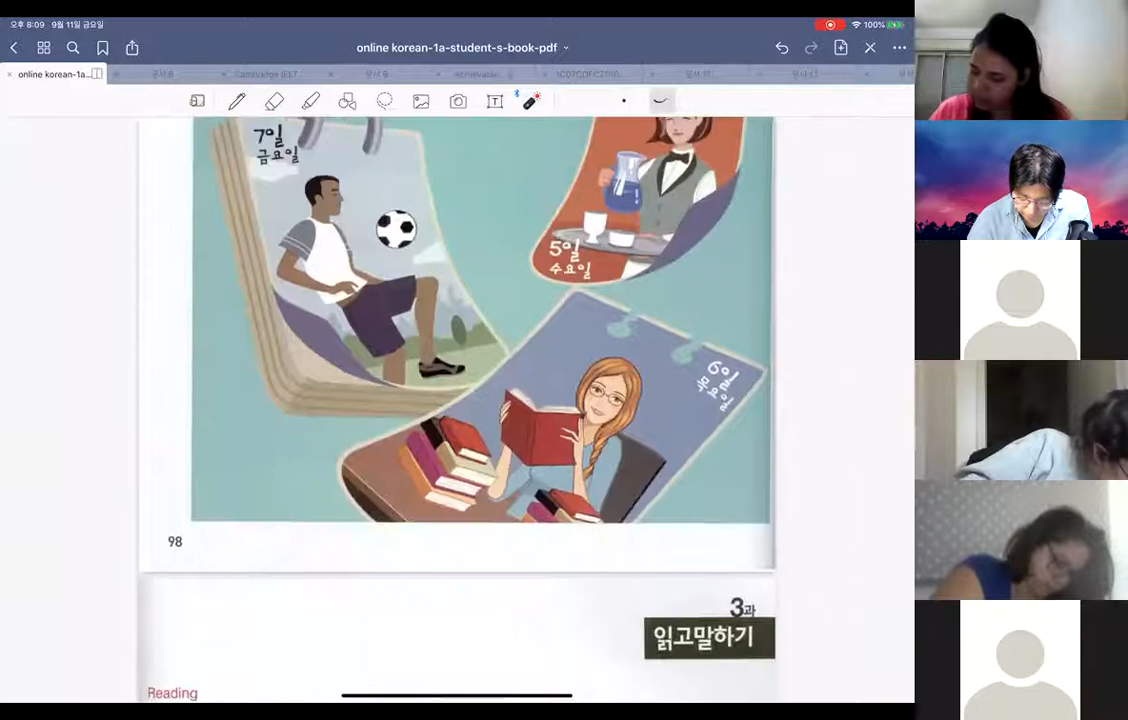 오후 8:09 9월 11일 금요일
100%
online korean-1a-student-s-book-pdf
online korean-1a...
7일
금요일
5일
수요일
6일
목요일
98
3과
읽고말하기
Reading